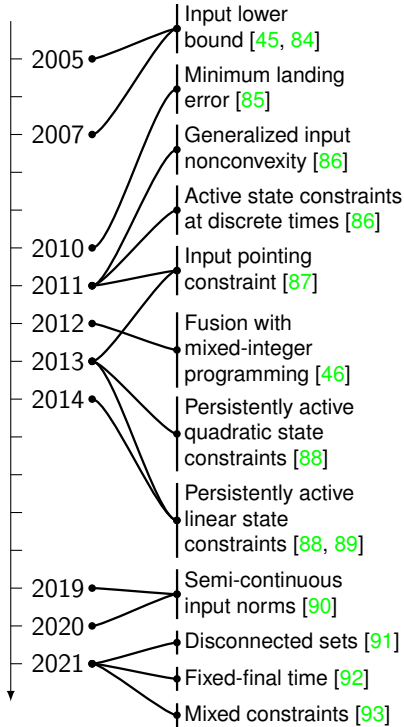 Input lower
bound [45, 84]
2005
Minimum landing
error [85]
2007
Generalized input
nonconvexity [86]
Active state constraints
at discrete times [86]
2010
Input pointing
constraint [87]
2011
2012
Fusion with
mixed-integer
programming [46]
2013
2014
Persistently active
quadratic state
constraints [88]
Persistently active
linear state
constraints [88, 89]
2019
Semi-continuous
input norms [90]
2020
Disconnected sets [91]
2021
Fixed-final time [92]
Mixed constraints [93]